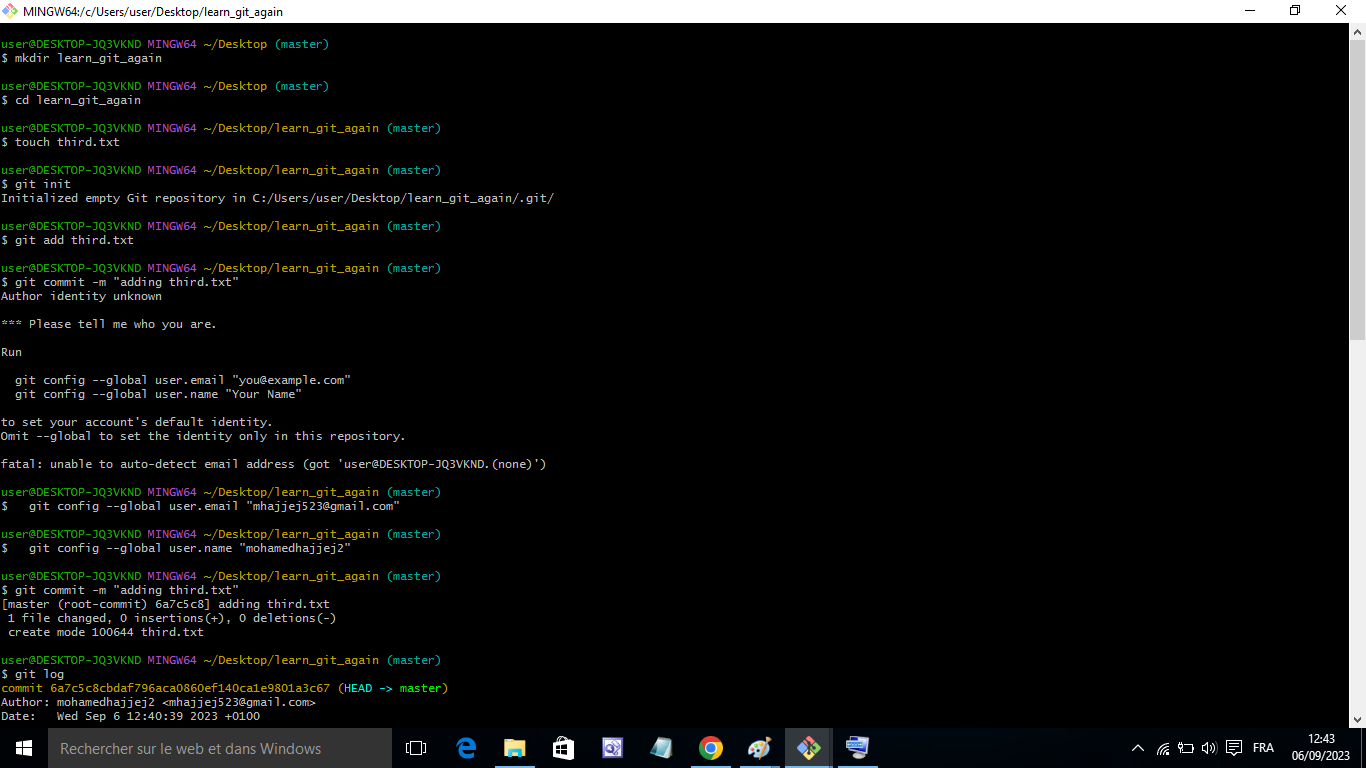 MINGW64:/c/Users/user/Desktop/learn_git_again
user@DESKTOP-JQ3VKND MINGW64 ~/Desktop (master)
$ mkdir learn_git_again
user@DESKTOP-JQ3VKND MINGW64 ~/Desktop (master)
$ cd learn_git_again
user@DESKTOP-JQ3VKND MINGW64 ~/Desktop/learn_git_again (master)
$ touch third.txt
user@DESKTOP-JQ3VKND MINGW64 ~/Desktop/learn_git_again (master)
$ git init
Initialized empty Git repository in C:/Users/user/Desktop/learn_git_again/.git/
user@DESKTOP-JQ3VKND MINGW64 ~/Desktop/learn_git_again (master)
$ git add third.txt
user@DESKTOP-JQ3VKND MINGW64 ~/Desktop/learn_git_again (master)
$ git commit -m "adding third.txt"
Author identity unknown
*** Please tell me who you are.
Run
  git config --global user.email "you@example.com"
  git config --global user.name "Your Name"
to set your account's default identity.
Omit --global to set the identity only in this repository.
fatal: unable to auto-detect email address (got 'user@DESKTOP-JQ3VKND.(none)')
user@DESKTOP-JQ3VKND MINGW64 ~/Desktop/learn_git_again (master)
$   git config --global user.email "mhajjej523@gmail.com"
user@DESKTOP-JQ3VKND MINGW64 ~/Desktop/learn_git_again (master)
$   git config --global user.name "mohamedhajjej2"
user@DESKTOP-JQ3VKND MINGW64 ~/Desktop/learn_git_again (master)
$ git commit -m "adding third.txt"
[master (root-commit) 6a7c5c8] adding third.txt
 1 file changed, 0 insertions(+), 0 deletions(-)
 create mode 100644 third.txt
user@DESKTOP-JQ3VKND MINGW64 ~/Desktop/learn_git_again (master)
$ git log
commit 6a7c5c8cbdaf796aca0860ef140ca1e9801a3c67 (HEAD -> master)
Author: mohamedhajjej2 <mhajjej523@gmail.com>
Date:   Wed Sep 6 12:40:39 2023 +0100
Rechercher sur le web et dans Windows
FRA
12:43
06/09/2023